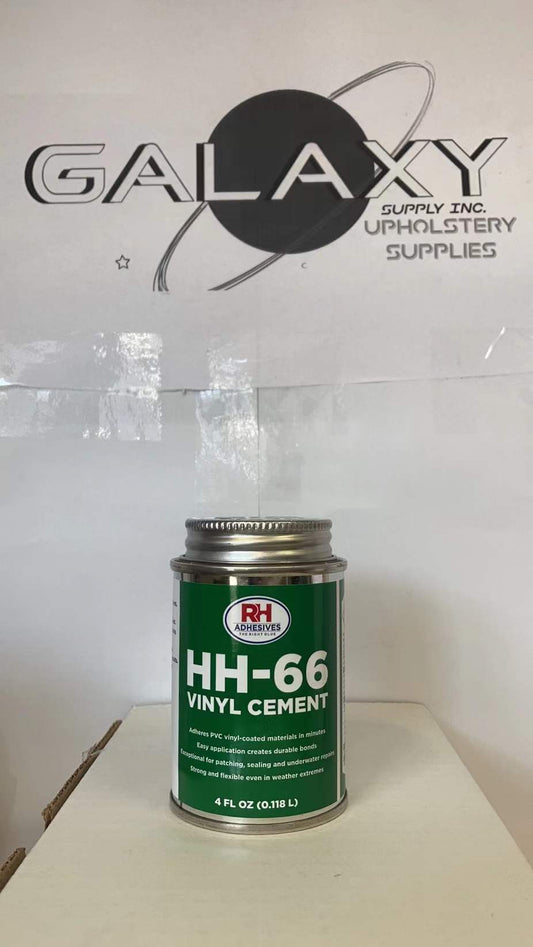 GALAXY
SUPPLY INC.
UPHOLSTERY
SUPPLIES
RH
ADHESIVES
THE RIGHT GLUE
HH-66
VINYL CEMENT
Adheres PVC vinyl-coated materials in minutes
Easy application creates durable bonds
Exceptional for patching, sealing and underwater repairs
Strong and flexible even in weather extremes
4 FL OZ (0.118 L)